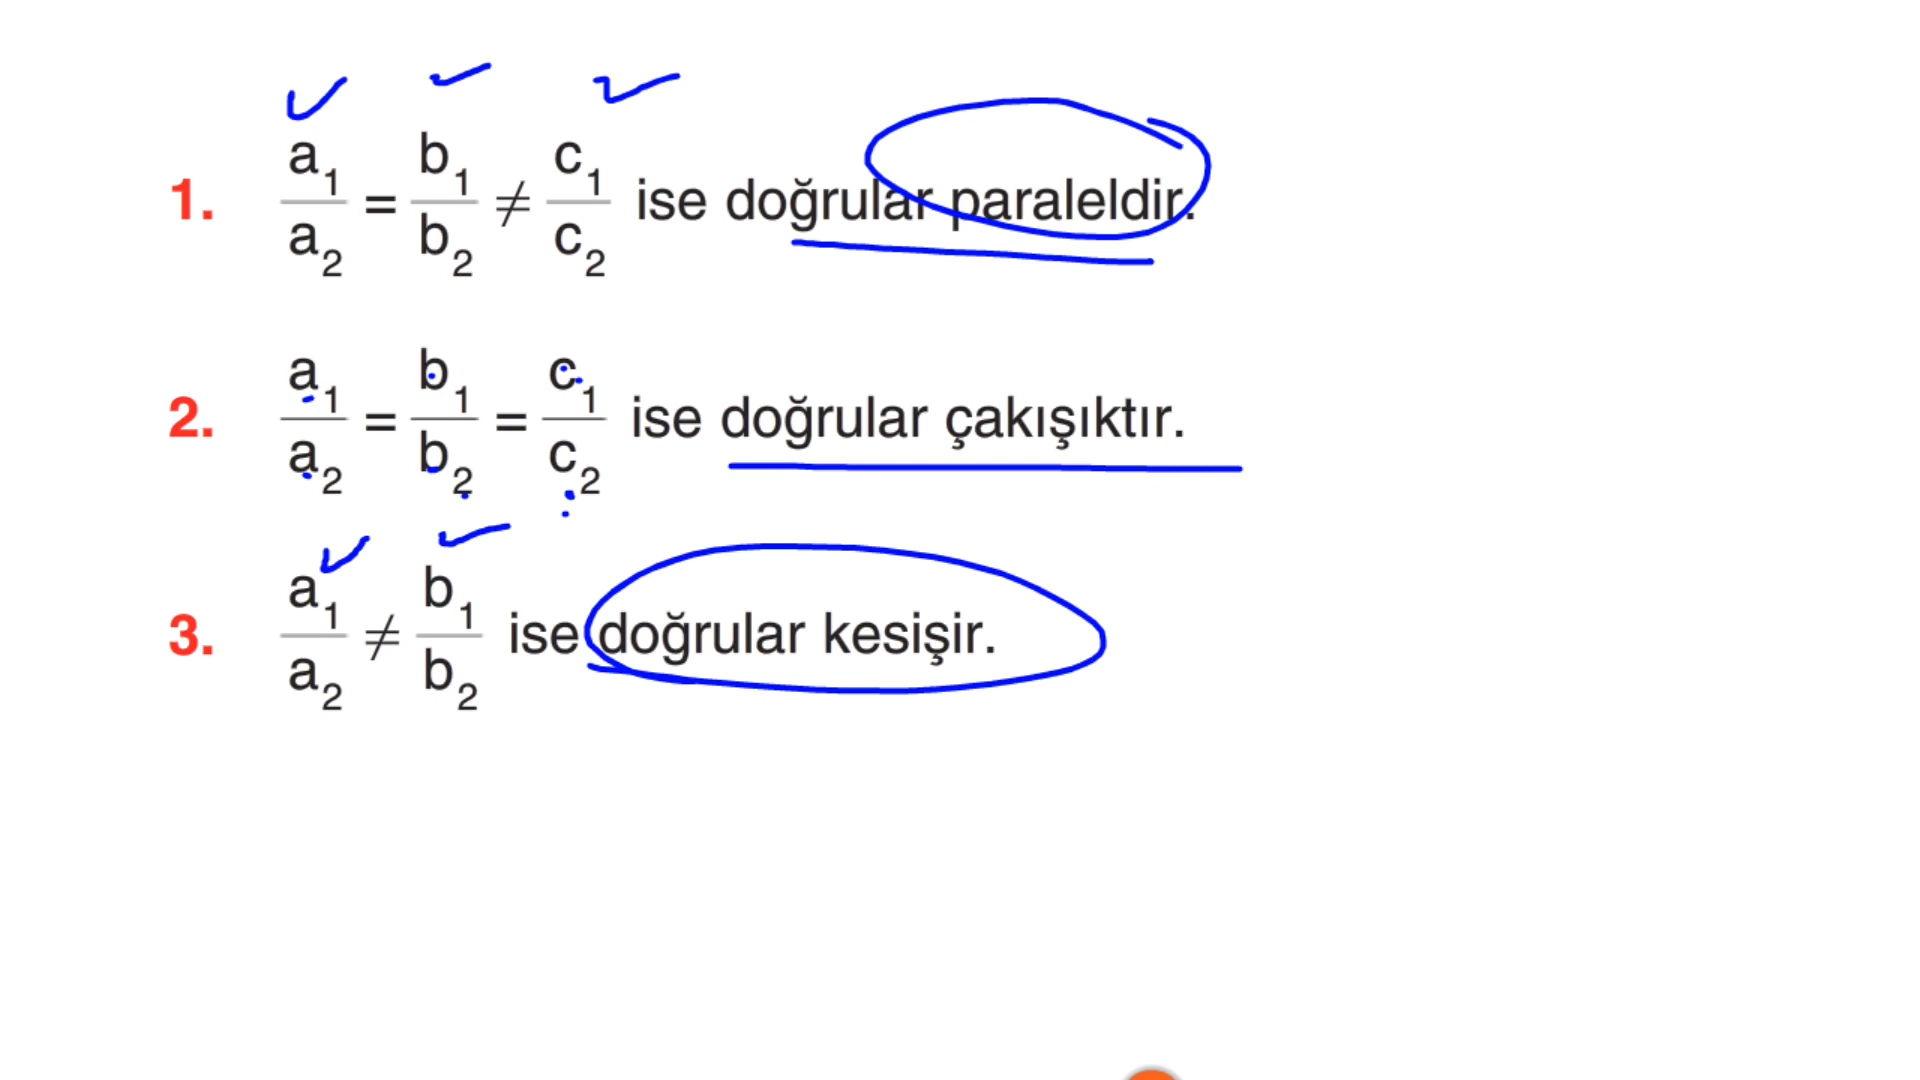 1. a₁/a₂ = b₁/b₂ ≠ c₁/c₂ ise doğrular paraleldir.
2. a₁/a₂ = b₁/b₂ = c₁/c₂ ise doğrular çakışıktır.
3. a₁/a₂ ≠ b₁/b₂ ise doğrular kesişir.